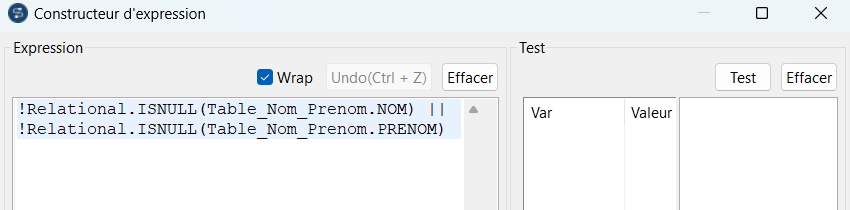 Constructeur d'expression
Expression
Wrap
Undo(Ctrl + Z)
Effacer
!Relational.ISNULL(Table_Nom_Prenom.NOM) ||
!Relational.ISNULL(Table_Nom_Prenom.PRENOM)
Test
Test
Effacer
Var
Valeur